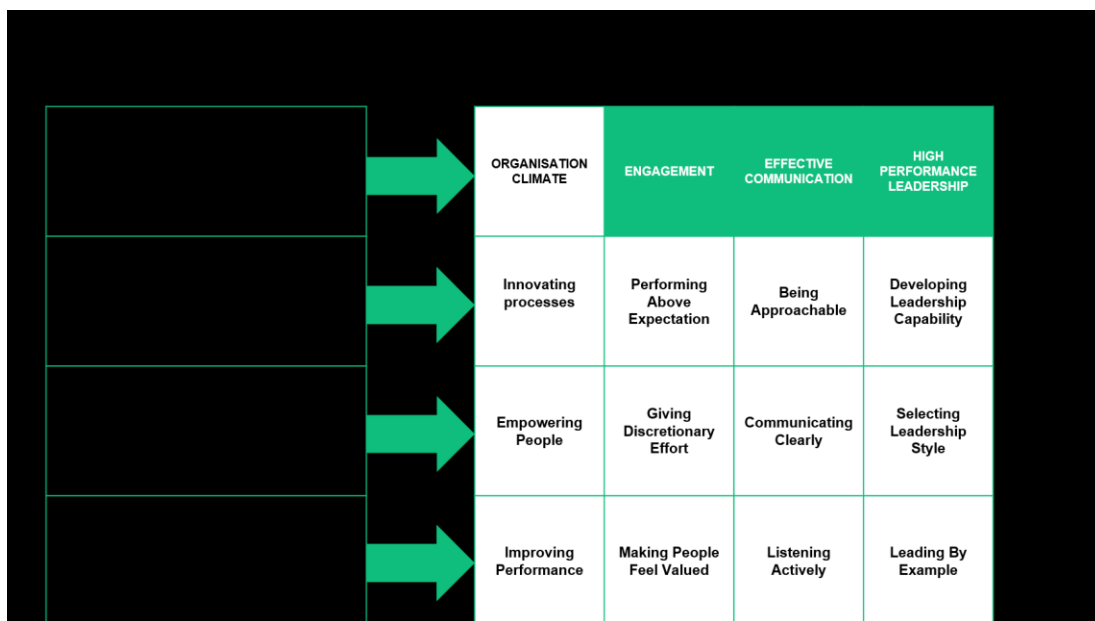 ORGANISATION
CLIMATE
ENGAGEMENT
EFFECTIVE
COMMUNICATION
HIGH
PERFORMANCE
LEADERSHIP
Innovating
processes
Performing
Above
Expectation
Being
Approachable
Developing
Leadership
Capability
Empowering
People
Giving
Discretionary
Effort
Communicating
Clearly
Selecting
Leadership
Style
Improving
Performance
Making People
Feel Valued
Listening
Actively
Leading By
Example